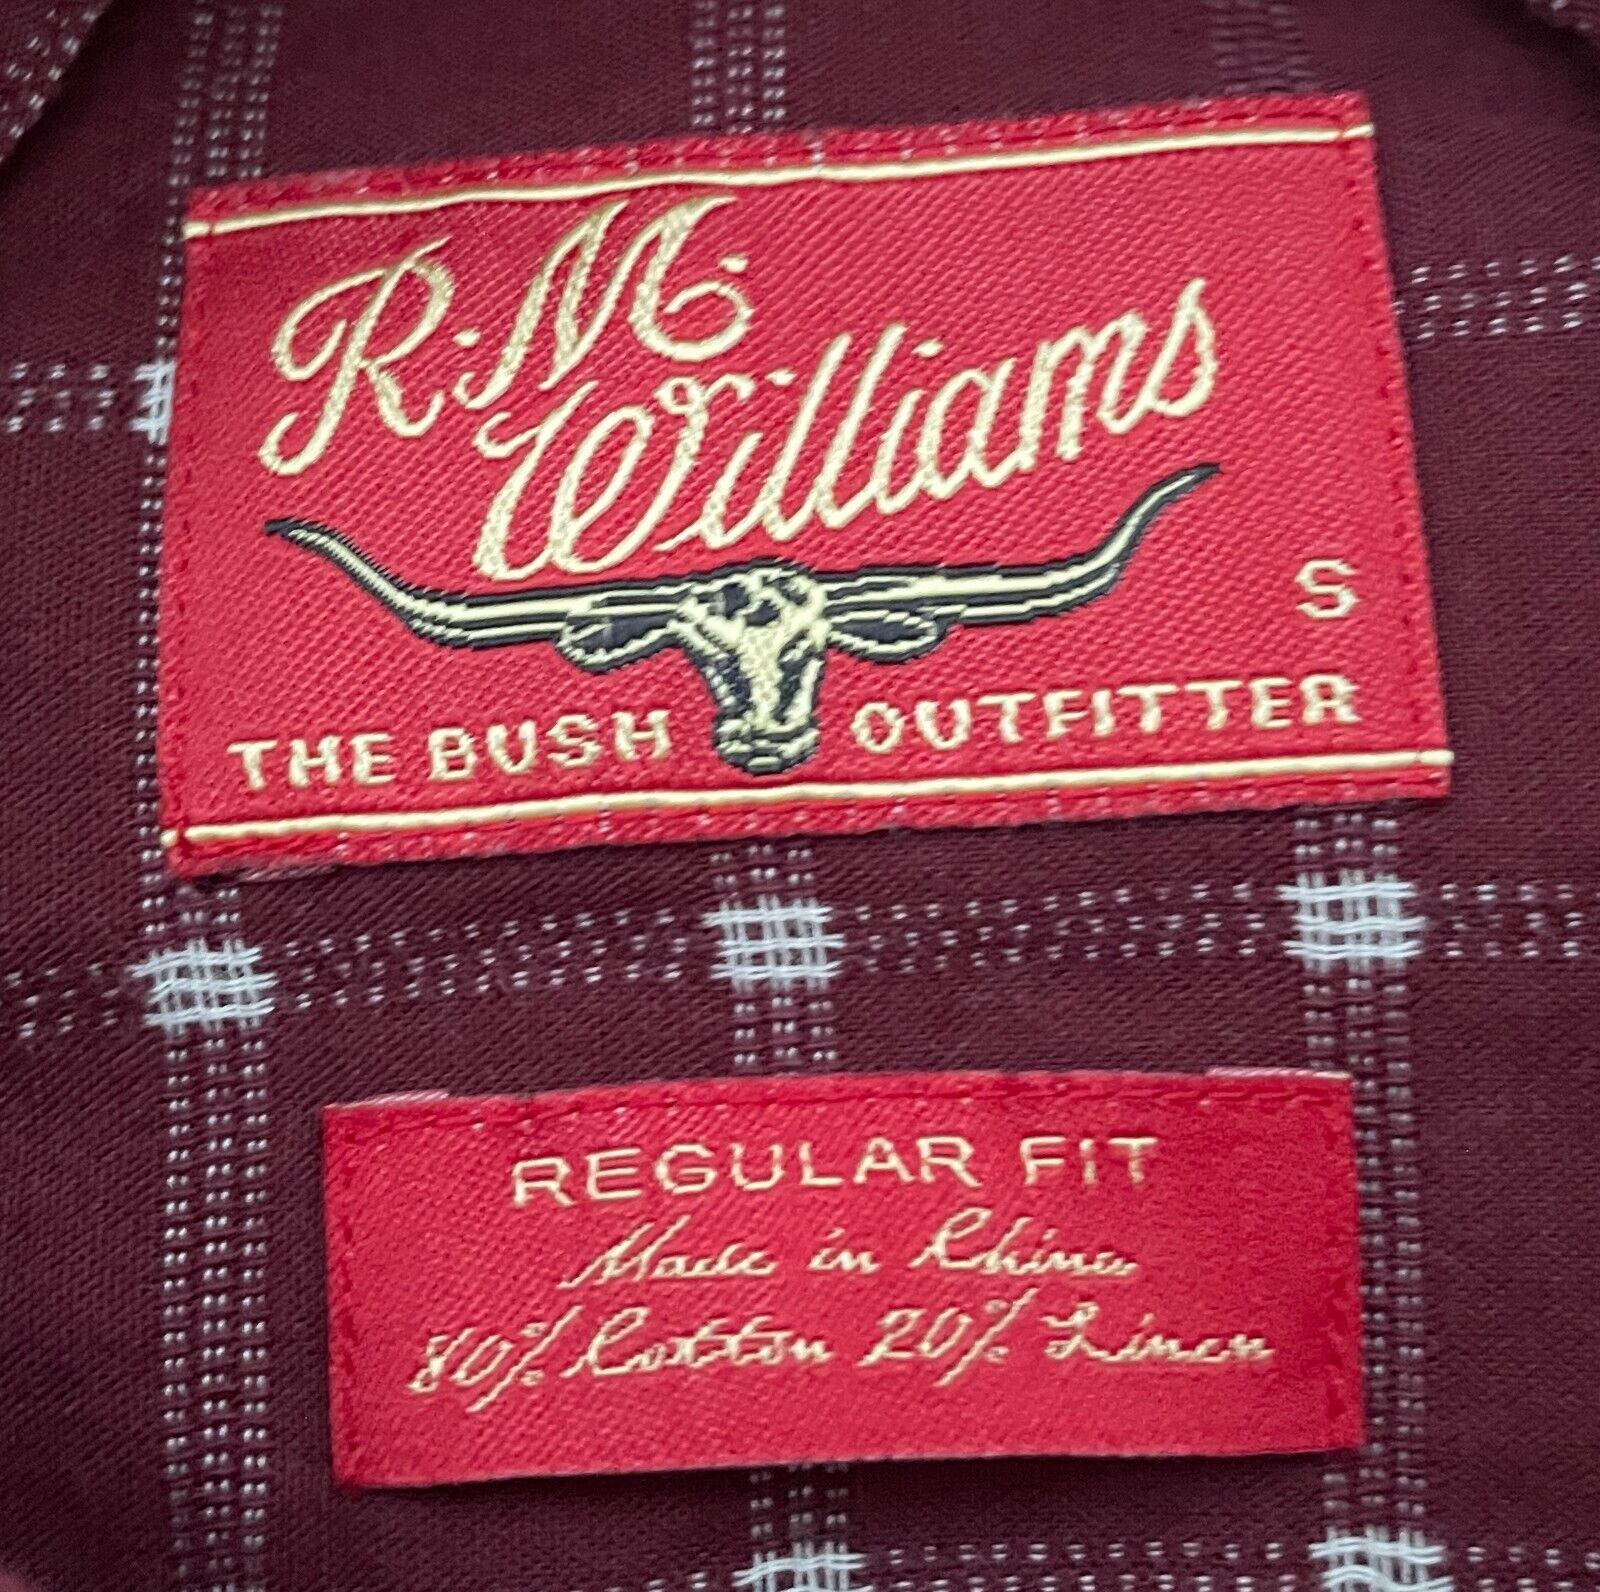 R.M.
Williams
S
THE BUSH OUTFITTER
REGULAR FIT
Made in China
80% Cotton 20% Linen